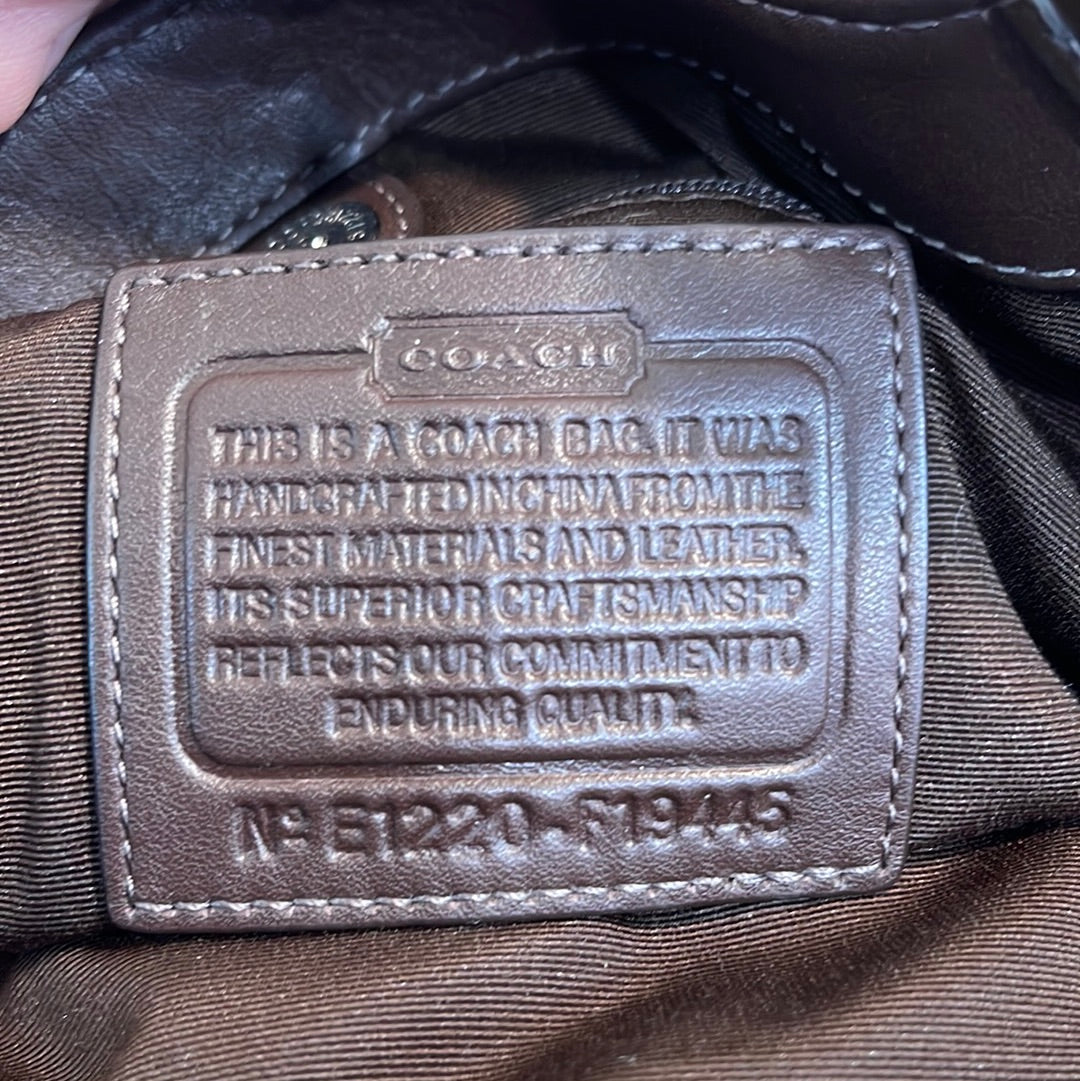 COACH
THIS IS A COACH BAG. IT WAS
HANDCRAFTED IN CHINA FROM THE
FINEST MATERIALS AND LEATHER.
ITS SUPERIOR CRAFTSMANSHIP
REFLECTS OUR COMMITMENT TO
ENDURING QUALITY.
Nº E1220-F19445